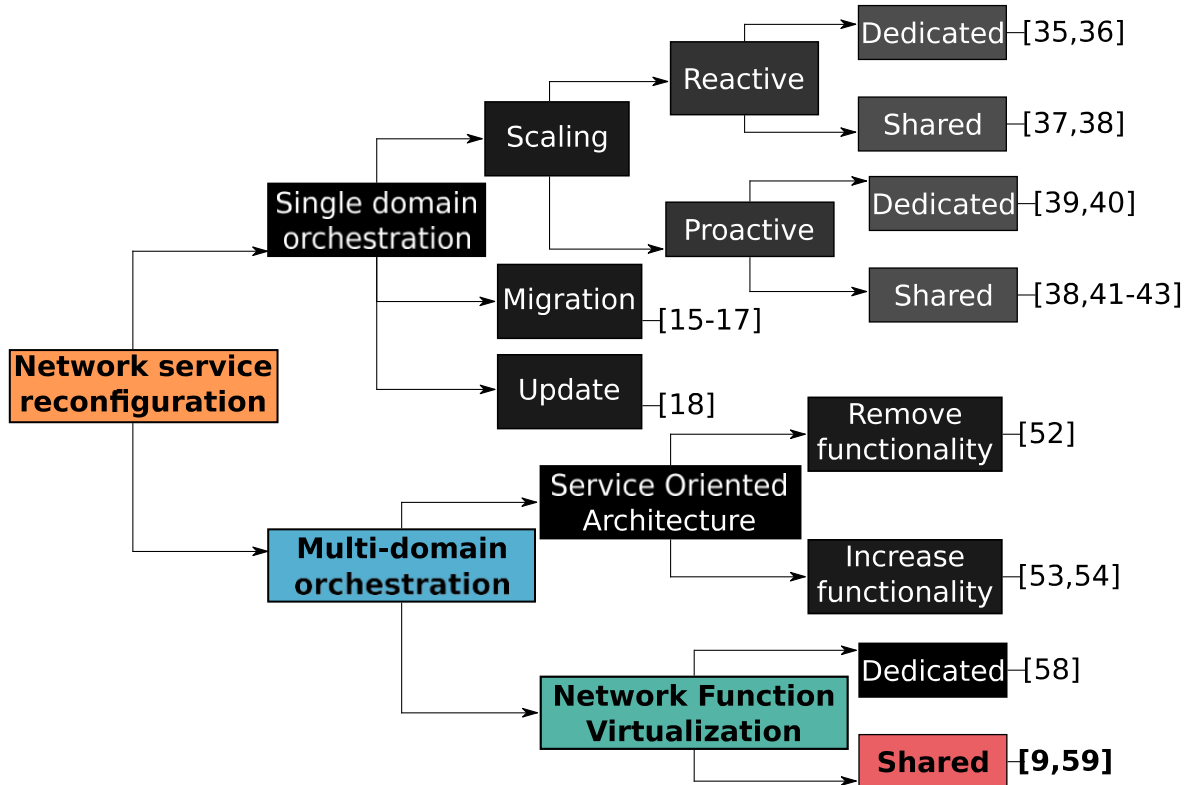 Dedicated
[35,36]
Reactive
Shared
[37,38]
Scaling
Single domain
orchestration
Dedicated
[39,40]
Proactive
Shared
[38,41-43]
Migration
[15-17]
Update
[18]
Network service
reconfiguration
Remove
functionality
[52]
Service Oriented
Architecture
Increase
functionality
[53,54]
Multi-domain
orchestration
Dedicated
[58]
Network Function
Virtualization
Shared
[9,59]